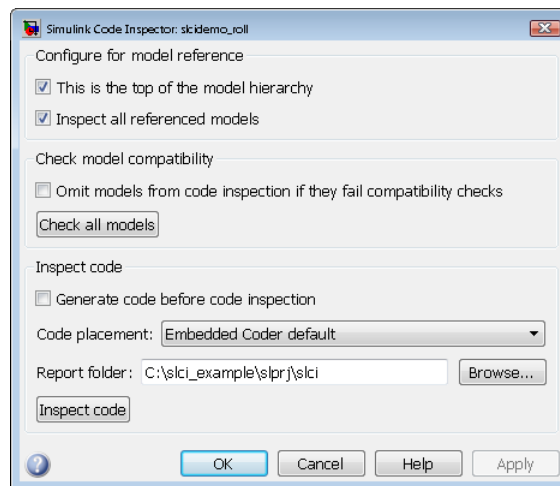 Simulink Code Inspector: slcidemo_roll
Configure for model reference
This is the top of the model hierarchy
Inspect all referenced models
Check model compatibility
Omit models from code inspection if they fail compatibility checks
Check all models
Inspect code
Generate code before code inspection
Code placement: Embedded Coder default
Report folder: C:\slci_example\slprj\slci Browse...
Inspect code
OK Cancel Help Apply